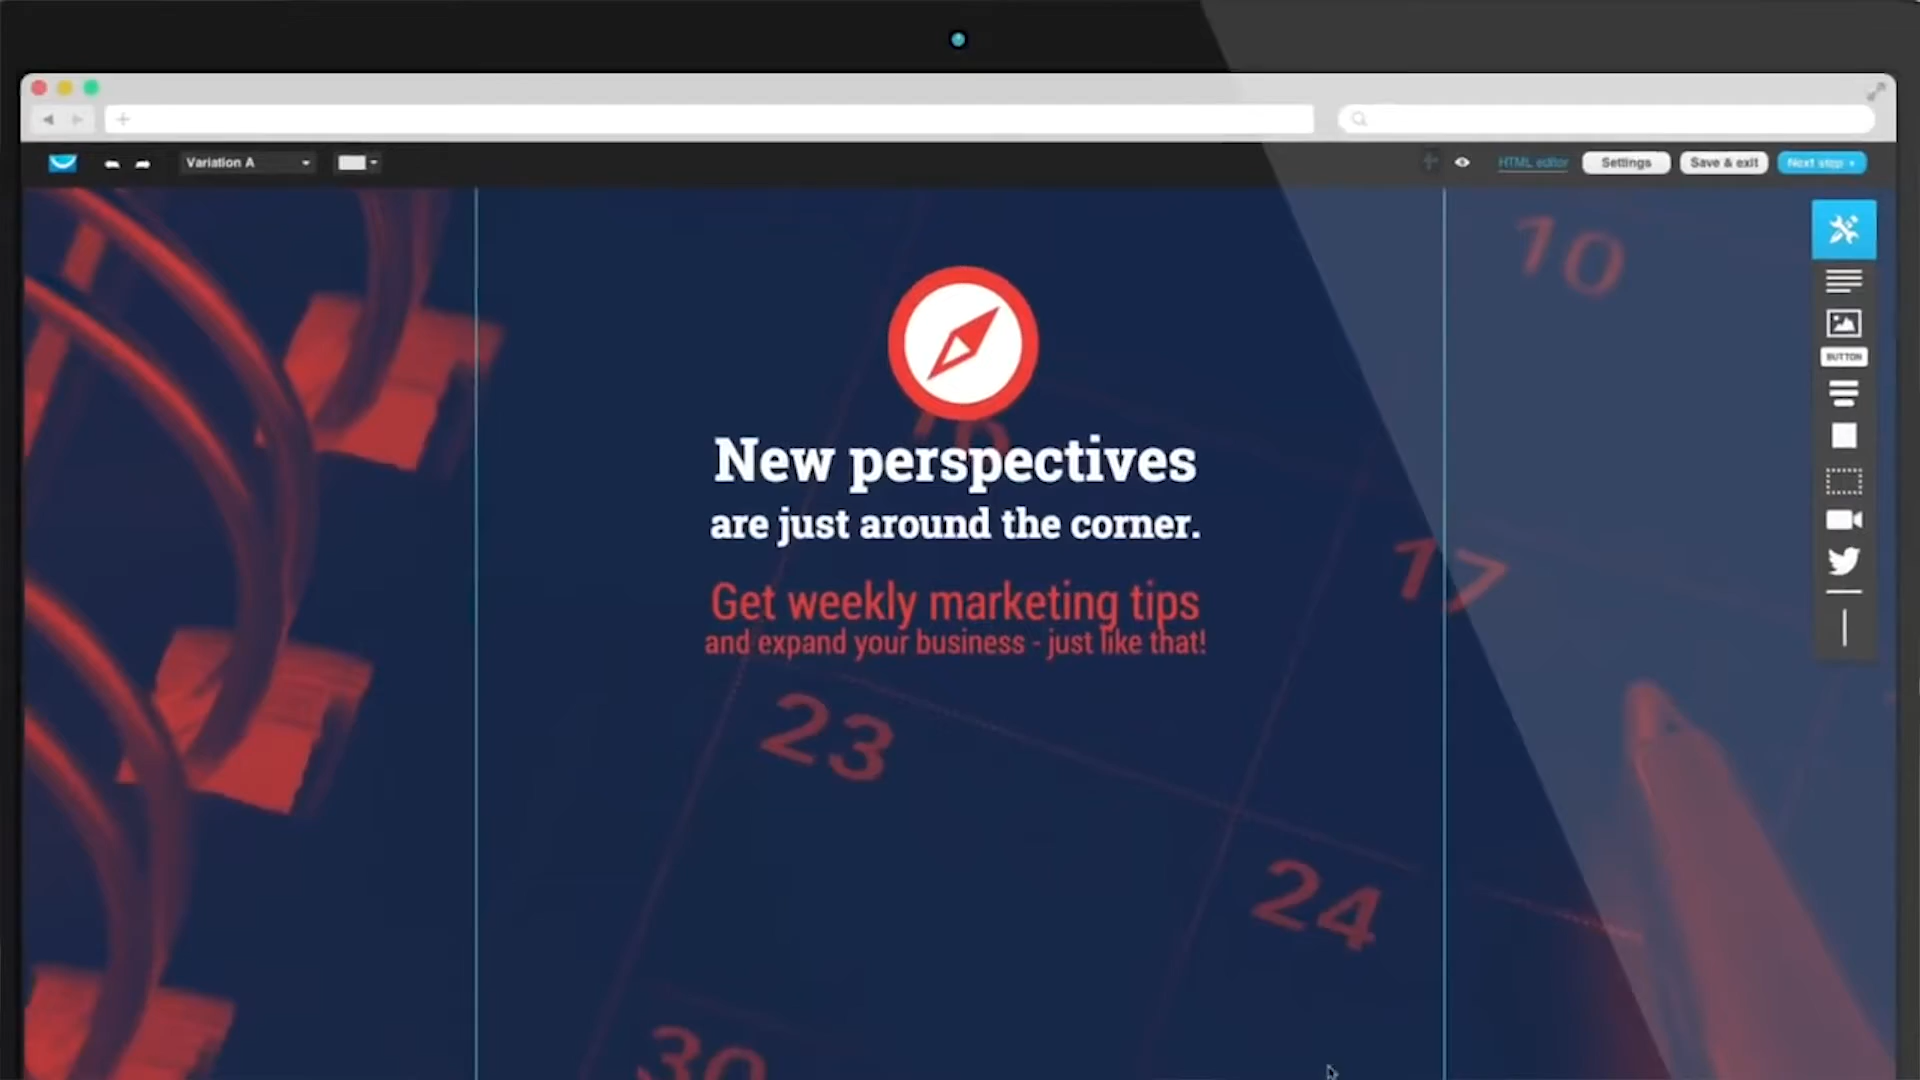 Variation A
HTML editor
Settings
Save & exit
Next step
10
16
New perspectives
are just around the corner.
17
Get weekly marketing tips
and expand your business - just like that!
BUTTON
23
24
30